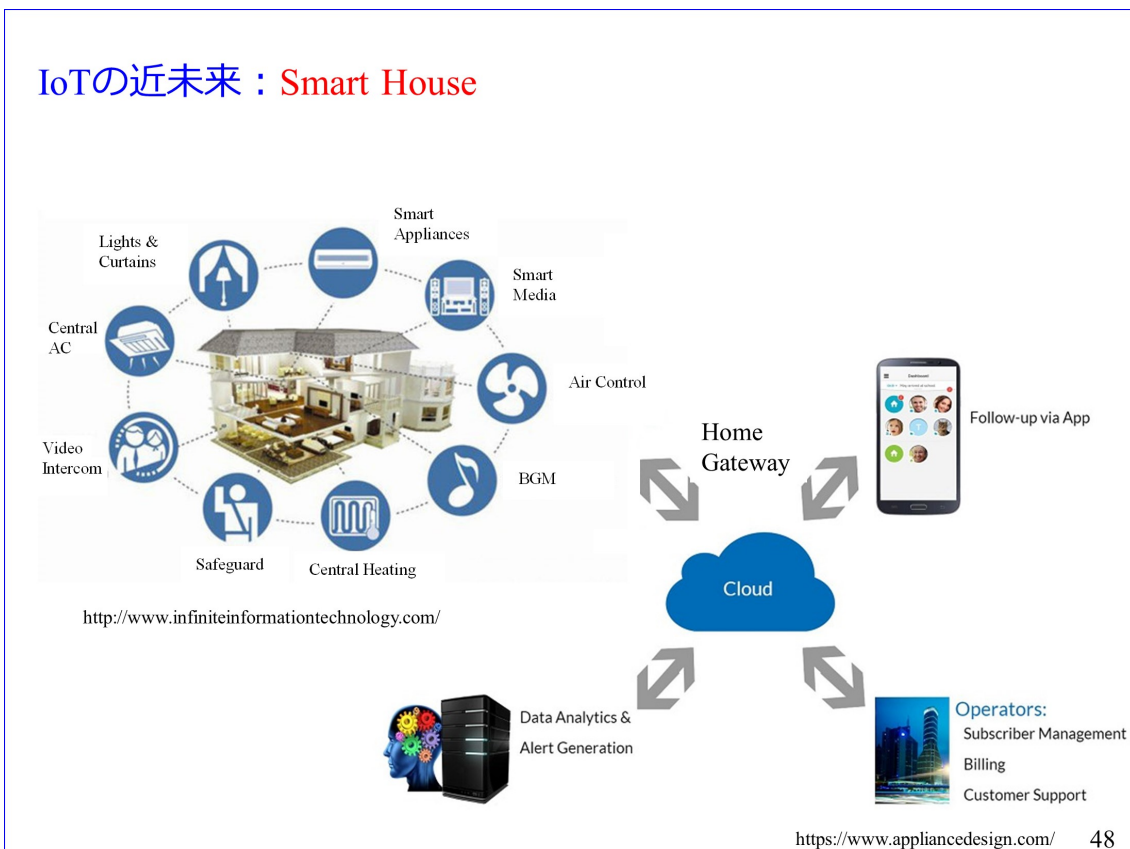 IoTの近未来：Smart House
Smart
Appliances
Lights &
Curtains
Smart
Media
Central
AC
Air Control
Video
Intercom
BGM
Safeguard
Central Heating
http://www.infiniteinformationtechnology.com/
Home
Gateway
Dashboard
Follow-up via App
Cloud
Data Analytics &
Alert Generation
Operators:
Subscriber Management
Billing
Customer Support
https://www.appliancedesign.com/
48